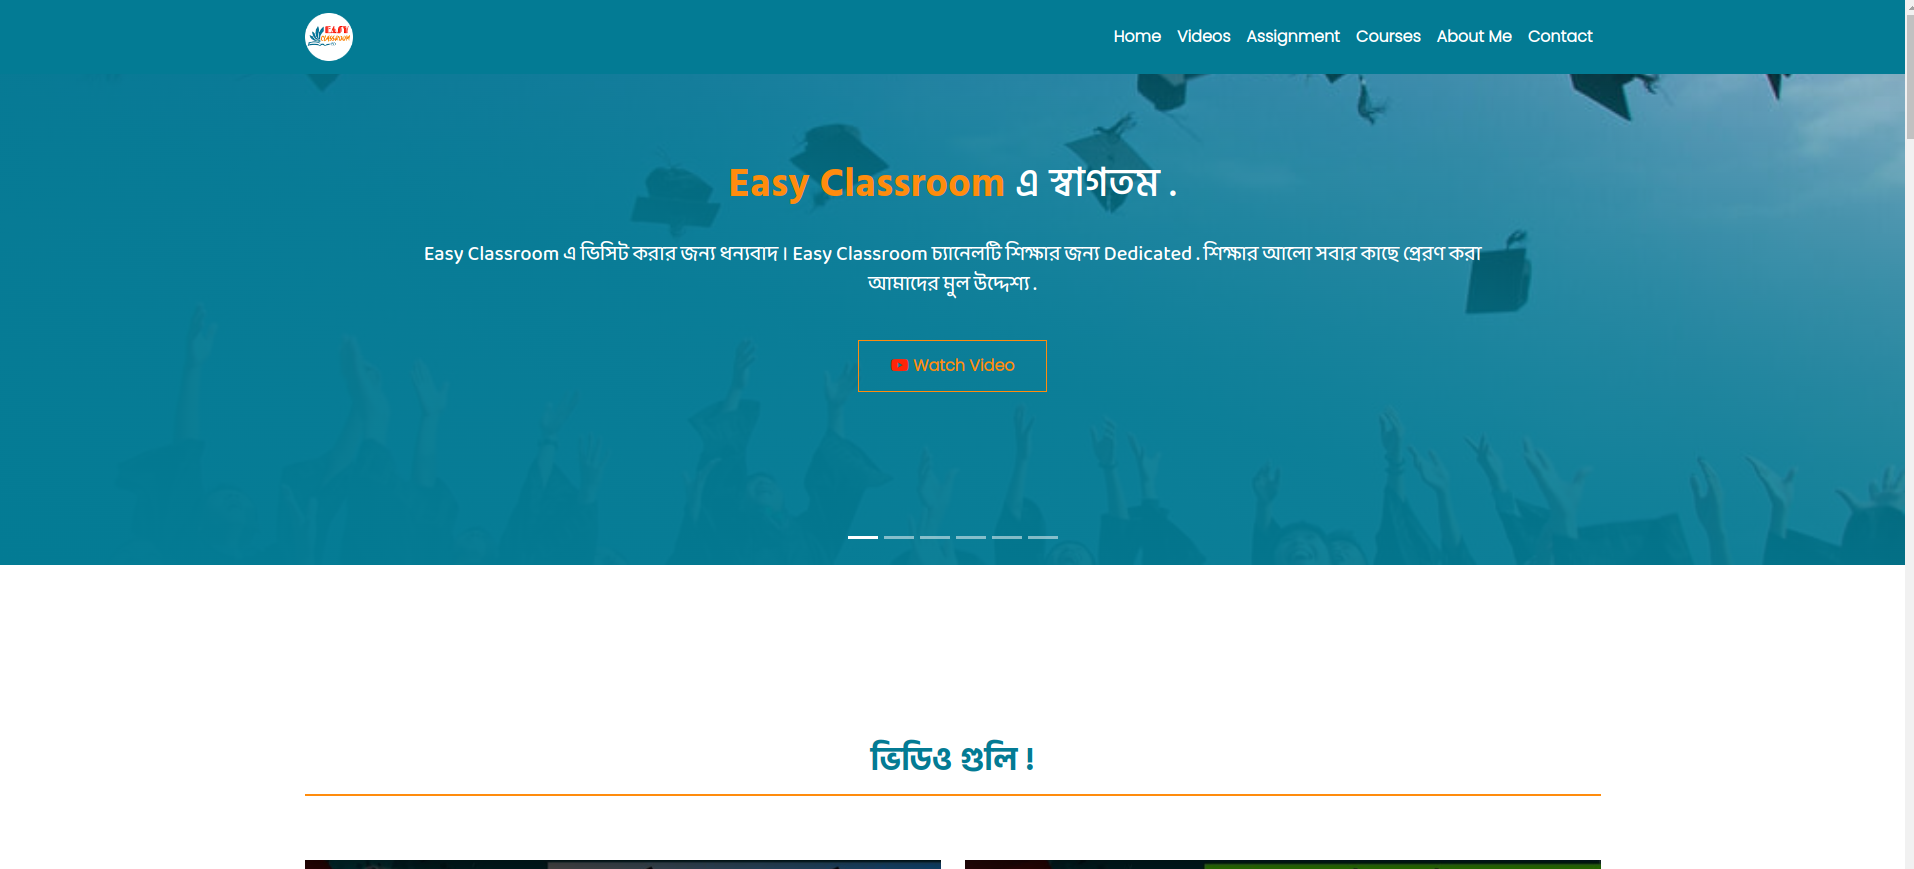 EASY
CLASSROOM
Home Videos Assignment Courses About Me Contact
Easy Classroom এ স্বাগতম .
Easy Classroom এ ভিসিট করার জন্য ধন্যবাদ । Easy Classroom চ্যানেলটি শিক্ষার জন্য Dedicated . শিক্ষার আলো সবার কাছে প্রেরণ করা
আমাদের মুল উদ্দেশ্য .
Watch Video
ভিডিও গুলি !